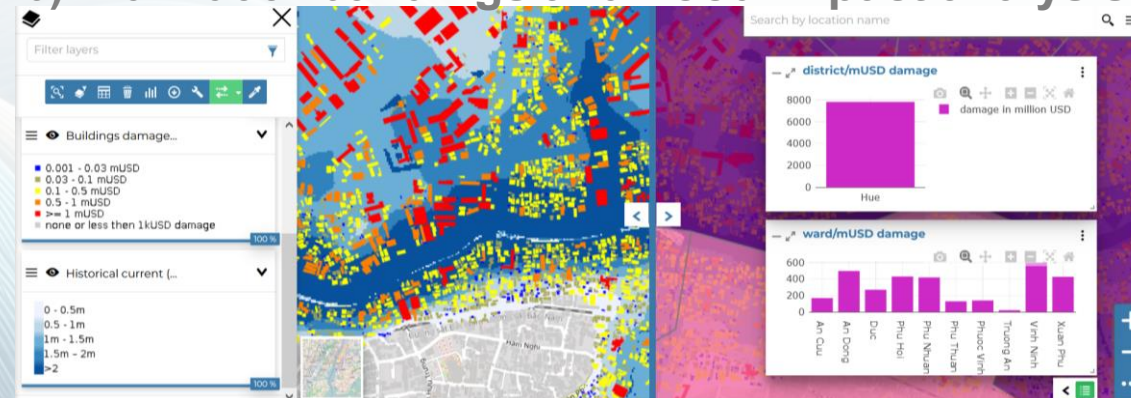 Search by location name
Filter layers
Buildings damage...
0.001 - 0.03 mUSD
0.03 - 0.1 mUSD
0.1 - 0.5 mUSD
0.5 - 1 mUSD
>= 1 mUSD
none or less then 1kUSD damage
100 %
Historical current (...
0 - 0.5m
0.5 - 1m
1m - 1.5m
1.5m - 2m
>2
100 %
Hàm Nghi
district/mUSD damage
8000
6000
4000
2000
0
damage in million USD
Hue
ward/mUSD damage
600
400
200
0
An Cuu
An Dong
Duc
Phu Hoi
Phu Nhuan
Phu Thuan
Phuoc Vinh
Truong An
Vinh Ninh
Xuan Phu